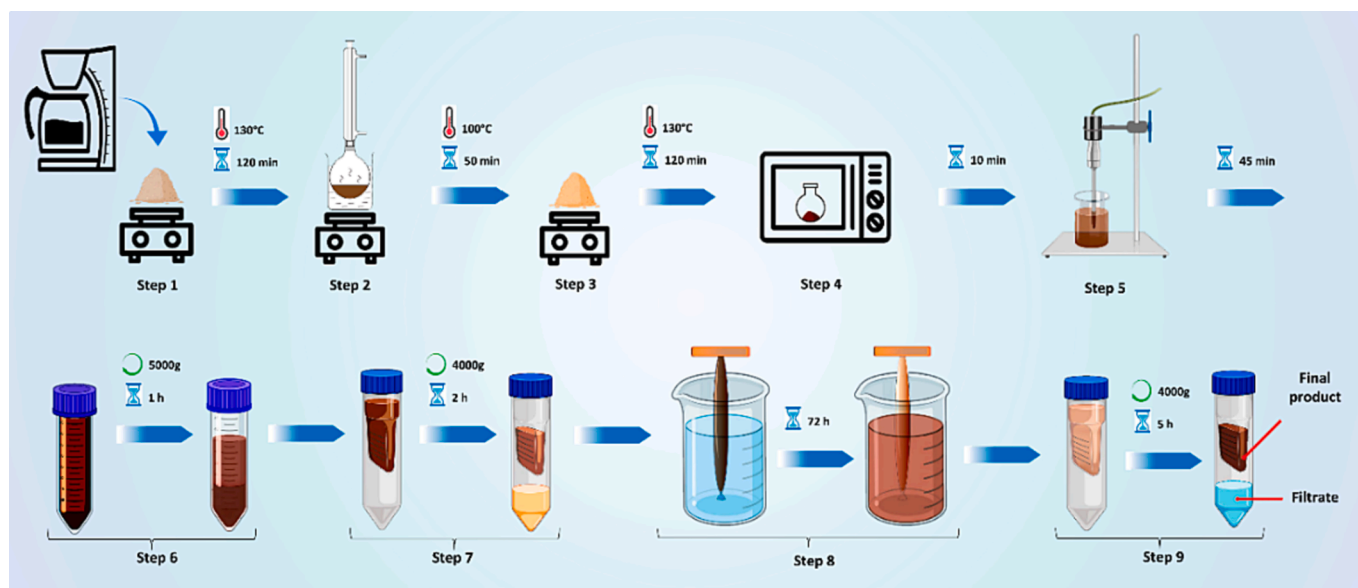 130°C
120 min
100°C
50 min
130°C
120 min
10 min
45 min
Step 1
Step 2
Step 3
Step 4
Step 5
5000g
1 h
4000g
2 h
72 h
4000g
5 h
Final
product
Filtrate
Step 6
Step 7
Step 8
Step 9